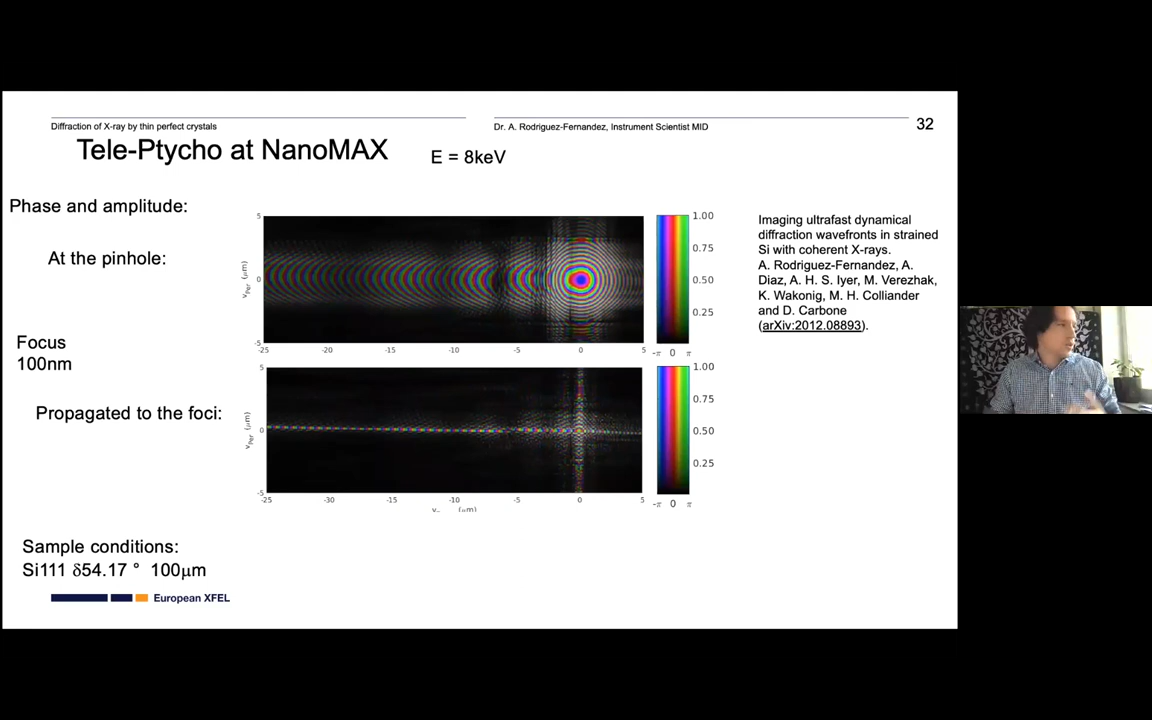 Diffraction of X-ray by thin perfect crystals
Dr. A. Rodriguez-Fernandez, Instrument Scientist MID
32
Tele-Ptycho at NanoMAX
E = 8keV
Phase and amplitude:
At the pinhole:
Focus
100nm
Propagated to the foci:
5
0
-5
v_Per (μm)
-25 -20 -15 -10 -5 0 5
1.00
0.75
0.50
0.25
-π 0 π
5
0
-5
v_Per (μm)
-25 -30 -15 -10 -5 0 5
(μm)
1.00
0.75
0.50
0.25
-π 0 π
Imaging ultrafast dynamical
diffraction wavefronts in strained
Si with coherent X-rays.
A. Rodriguez-Fernandez, A.
Diaz, A. H. S. Iyer, M. Verezhak,
K. Wakonig, M. H. Colliander
and D. Carbone
(arXiv:2012.08893).
Sample conditions:
Si111 δ54.17 ° 100μm
European XFEL